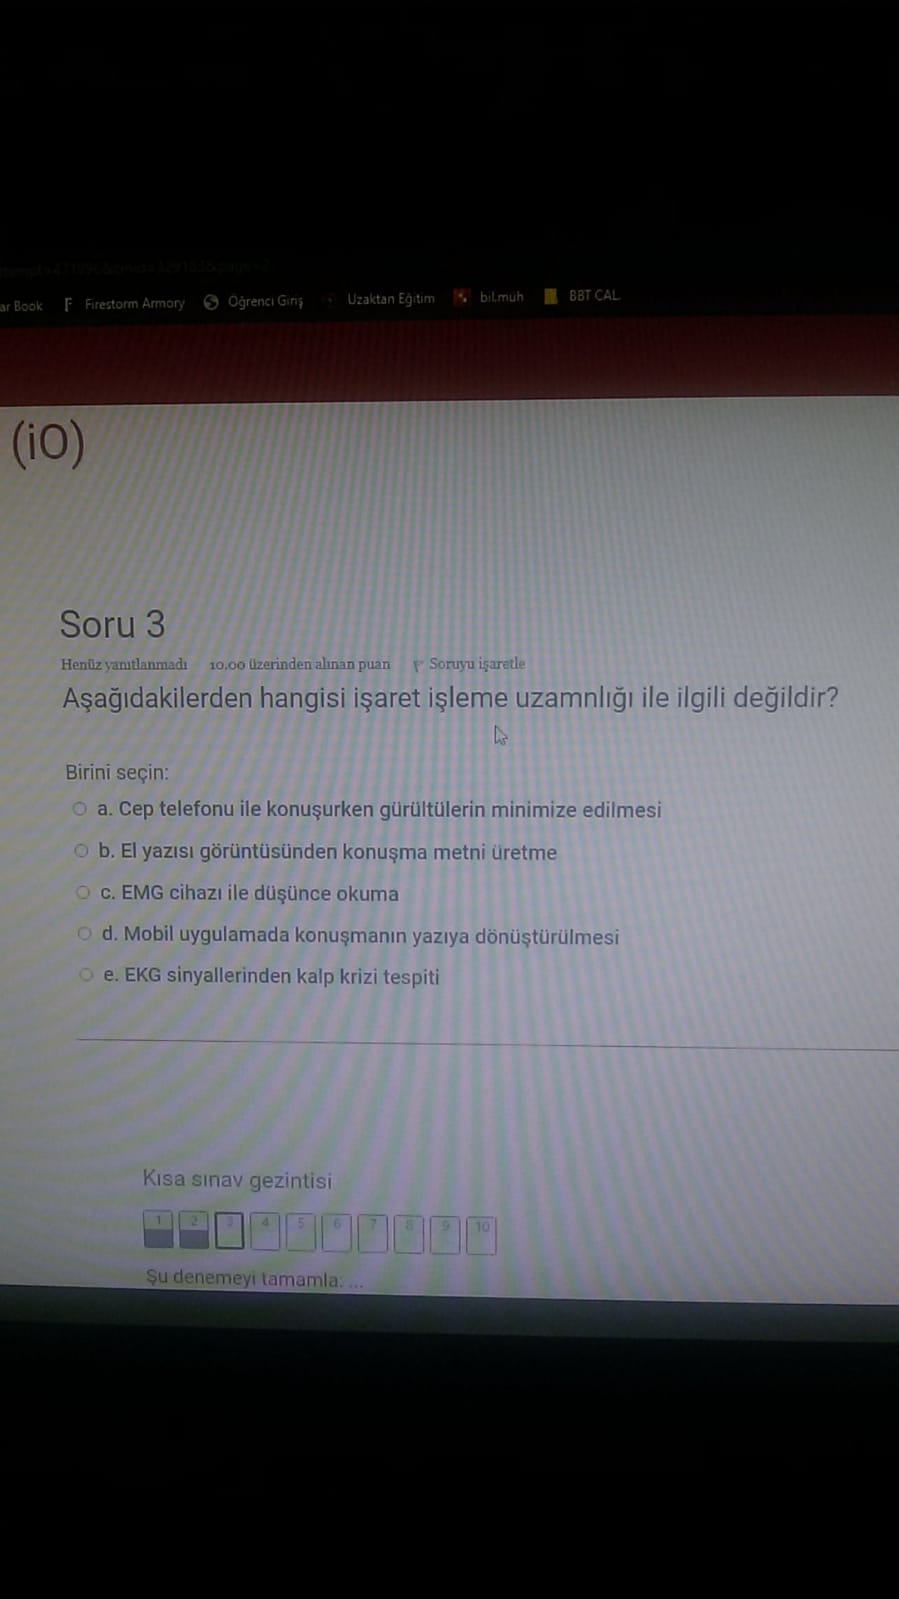 ar Book Firestorm Armory Öğrenci Giriş Uzaktan Eğitim bil.müh BBT CAL
(iO)
Soru 3
Henüz yanıtlanmadı 10,00 üzerinden alınan puan Soruyu işaretle
Aşağıdakilerden hangisi işaret işleme uzamnlığı ile ilgili değildir?
Birini seçin:
a. Cep telefonu ile konuşurken gürültülerin minimize edilmesi
b. El yazısı görüntüsünden konuşma metni üretme
c. EMG cihazı ile düşünce okuma
d. Mobil uygulamada konuşmanın yazıya dönüştürülmesi
e. EKG sinyallerinden kalp krizi tespiti
Kısa sınav gezintisi
1 2 3 4 5 6 7 8 9 10
Şu denemeyi tamamla: ...